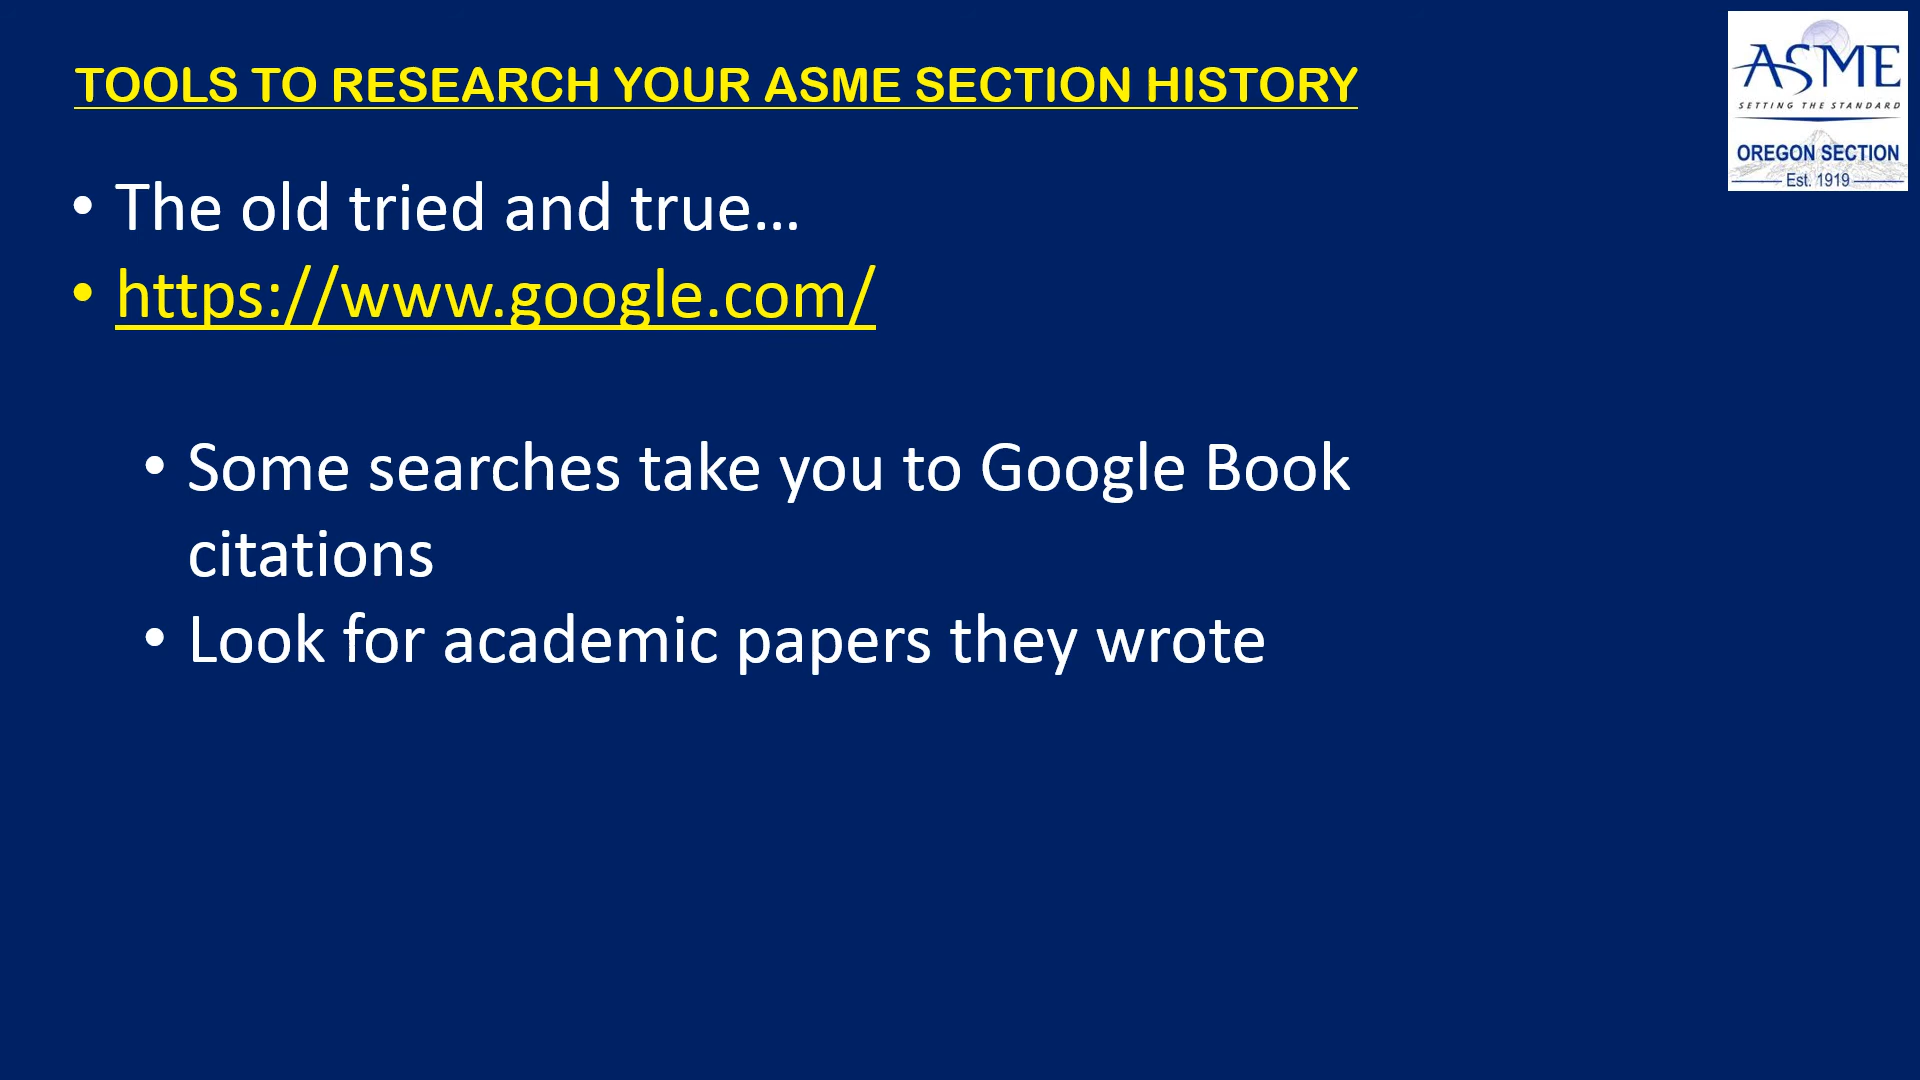 TOOLS TO RESEARCH YOUR ASME SECTION HISTORY
ASME
SETTING THE STANDARD
OREGON SECTION
Est. 1919
• The old tried and true…
• https://www.google.com/
• Some searches take you to Google Book
citations
• Look for academic papers they wrote